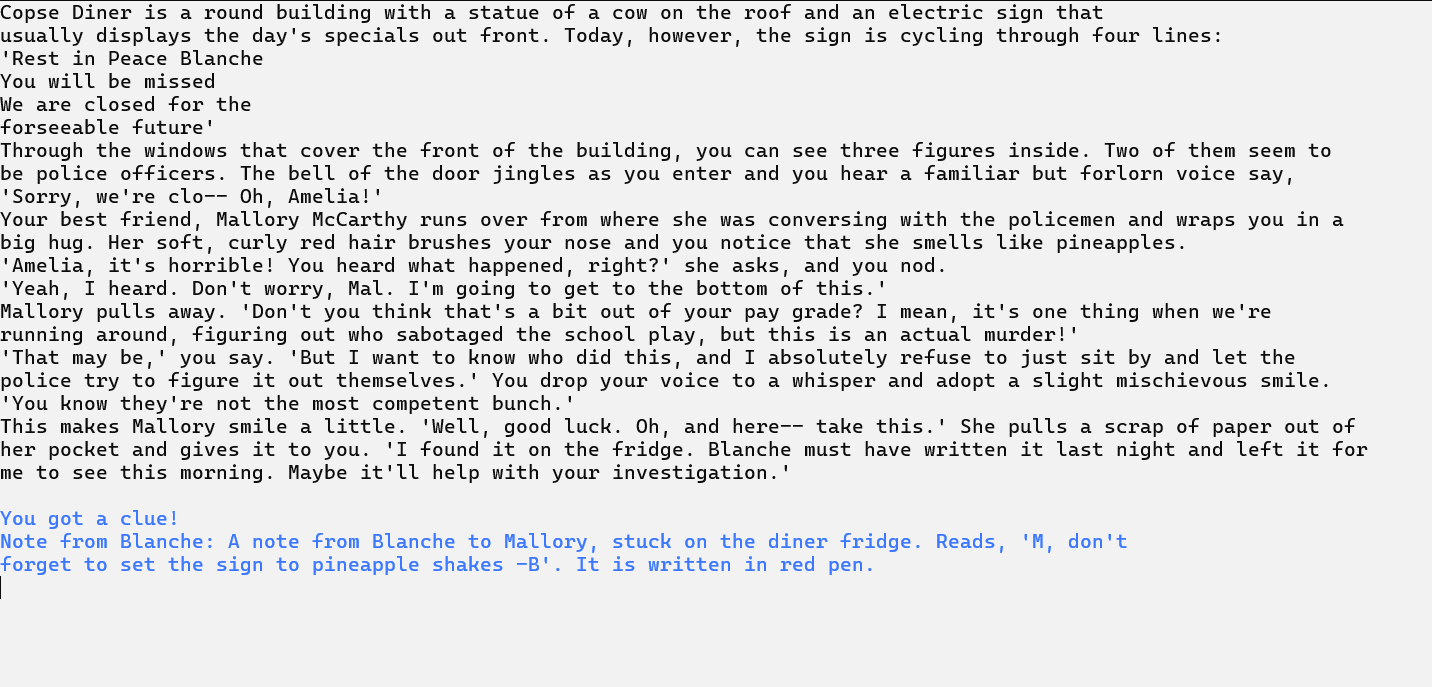 Copse Diner is a round building with a statue of a cow on the roof and an electric sign that
usually displays the day's specials out front. Today, however, the sign is cycling through four lines:
'Rest in Peace Blanche
You will be missed
We are closed for the
forseeable future'
Through the windows that cover the front of the building, you can see three figures inside. Two of them seem to
be police officers. The bell of the door jingles as you enter and you hear a familiar but forlorn voice say,
'Sorry, we're clo-- Oh, Amelia!'
Your best friend, Mallory McCarthy runs over from where she was conversing with the policemen and wraps you in a
big hug. Her soft, curly red hair brushes your nose and you notice that she smells like pineapples.
'Amelia, it's horrible! You heard what happened, right?' she asks, and you nod.
'Yeah, I heard. Don't worry, Mal. I'm going to get to the bottom of this.'
Mallory pulls away. 'Don't you think that's a bit out of your pay grade? I mean, it's one thing when we're
running around, figuring out who sabotaged the school play, but this is an actual murder!'
'That may be,' you say. 'But I want to know who did this, and I absolutely refuse to just sit by and let the
police try to figure it out themselves.' You drop your voice to a whisper and adopt a slight mischievous smile.
'You know they're not the most competent bunch.'
This makes Mallory smile a little. 'Well, good luck. Oh, and here-- take this.' She pulls a scrap of paper out of
her pocket and gives it to you. 'I found it on the fridge. Blanche must have written it last night and left it for
me to see this morning. Maybe it'll help with your investigation.'
You got a clue!
Note from Blanche: A note from Blanche to Mallory, stuck on the diner fridge. Reads, 'M, don't
forget to set the sign to pineapple shakes -B'. It is written in red pen.